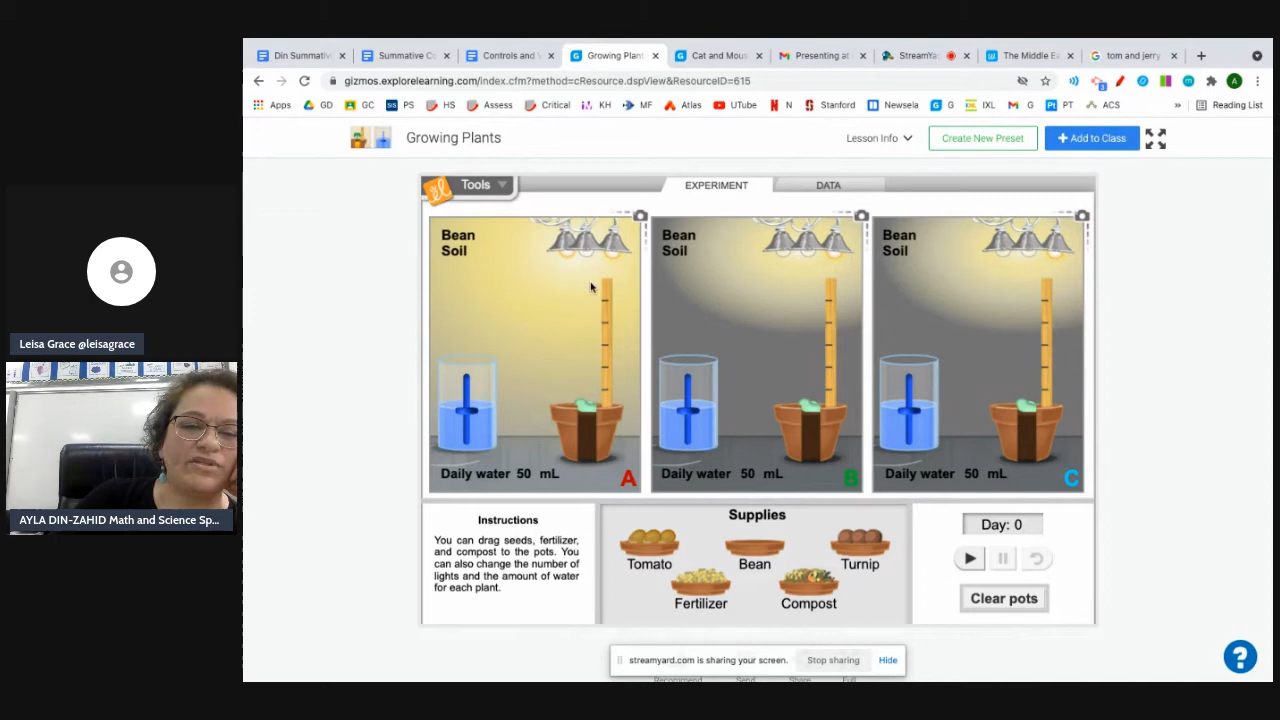 Din Summativ
Summative Co
Controls and V
Growing Plant
Cat and Mous
Presenting at
StreamYa
The Middle E
tom and jerry
gizmos.explorelearning.com/index.cfm?method=cResource.dspView&ResourceID=615
Apps GD GC PS HS Assess Critical KH MF Atlas UTube N Stanford Newsela G IXL G PT ACS » Reading List
Growing Plants
Lesson Info
Create New Preset
+ Add to Class
Tools
EXPERIMENT
DATA
Bean
Soil
Daily water 50 mL
A
Bean
Soil
Daily water 50 mL
B
Bean
Soil
Daily water 50 mL
C
Instructions
You can drag seeds, fertilizer,
and compost to the pots. You
can also change the number of
lights and the amount of water
for each plant.
Supplies
Tomato
Bean
Turnip
Fertilizer
Compost
Day: 0
Clear pots
streamyard.com is sharing your screen.
Stop sharing
Hide
?
Leisa Grace @leisagrace
AYLA DIN-ZAHID Math and Science Sp...